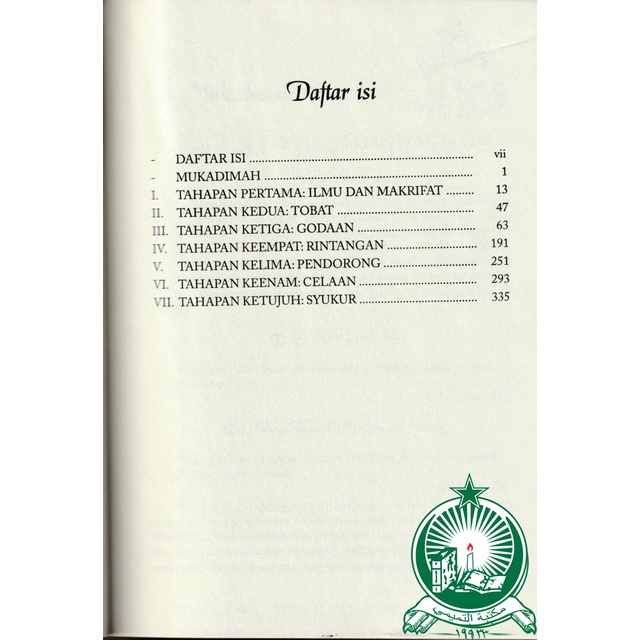 Daftar isi
- DAFTAR ISI ................................................................ vii
- MUKADIMAH ............................................................ 1
I. TAHAPAN PERTAMA: ILMU DAN MAKRIFAT ........ 13
II. TAHAPAN KEDUA: TOBAT ....................................... 47
III. TAHAPAN KETIGA: GODAAN .................................. 63
IV. TAHAPAN KEEMPAT: RINTANGAN ......................... 191
V. TAHAPAN KELIMA: PENDORONG .......................... 251
VI. TAHAPAN KEENAM: CELAAN ................................. 293
VII. TAHAPAN KETUJUH: SYUKUR ................................. 335
مكتبة التميمي
١٩٩٣